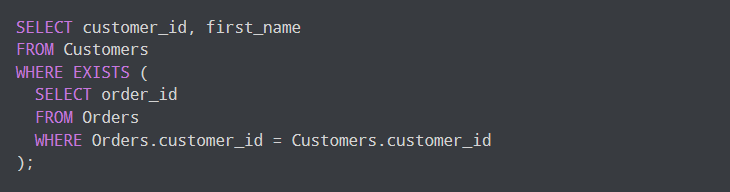 SELECT customer_id, first_name
FROM Customers
WHERE EXISTS (
  SELECT order_id
  FROM Orders
  WHERE Orders.customer_id = Customers.customer_id
);